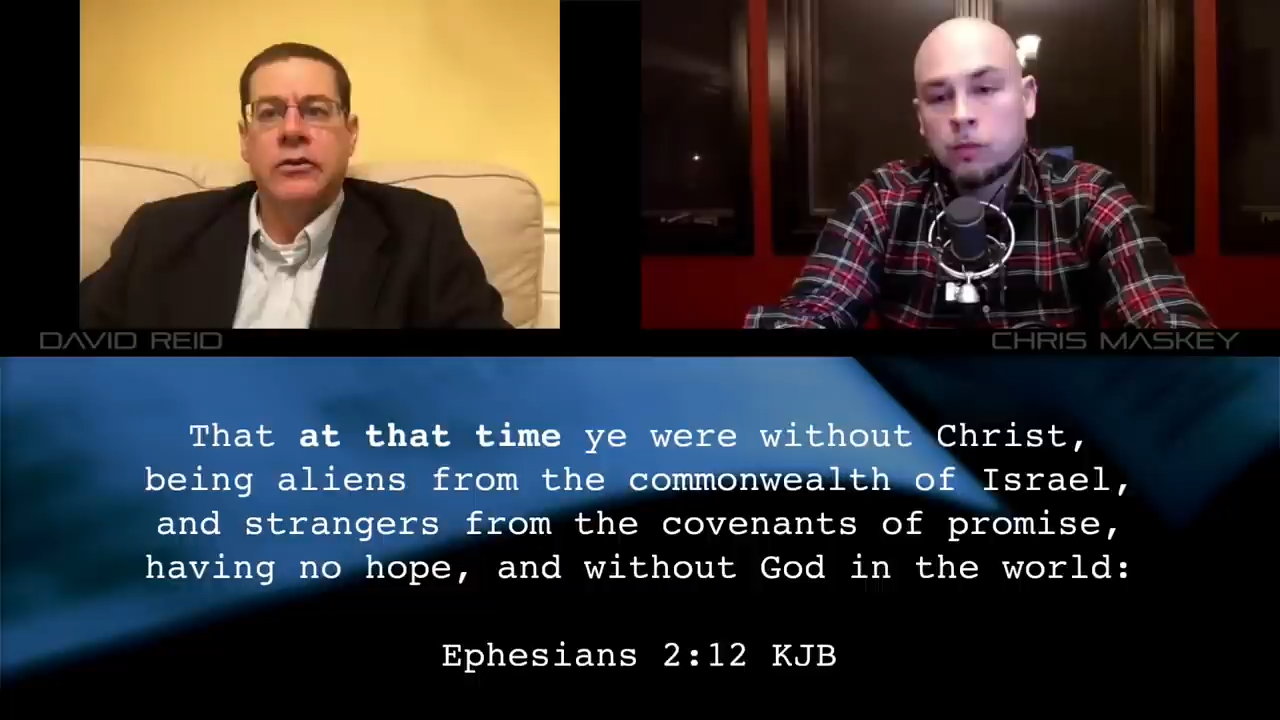 DAVID REID
CHRIS MASKEY
That at that time ye were without Christ,
being aliens from the commonwealth of Israel,
and strangers from the covenants of promise,
having no hope, and without God in the world:
Ephesians 2:12 KJB